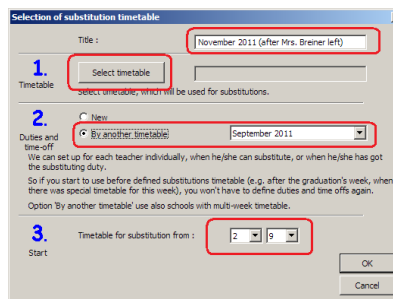 Selection of substitution timetable
Title :
November 2011 (after Mrs. Breiner left)
1.
Timetable
Select timetable
Select timetable, which will be used for substitutions.
2.
Duties and
time-off
New
By another timetable
September 2011
We can set up for each teacher individually, when he/she can substitute, or when he/she has got
the substituting duty.
So if you start to use before defined substitutions timetable (e.g. after the graduation's week, when
there was special timetable for this week), you won't have to define duties and time offs again.
Option 'By another timetable' use also schools with multi-week timetable.
3.
Start
Timetable for substitution from :
2
9
OK
Cancel